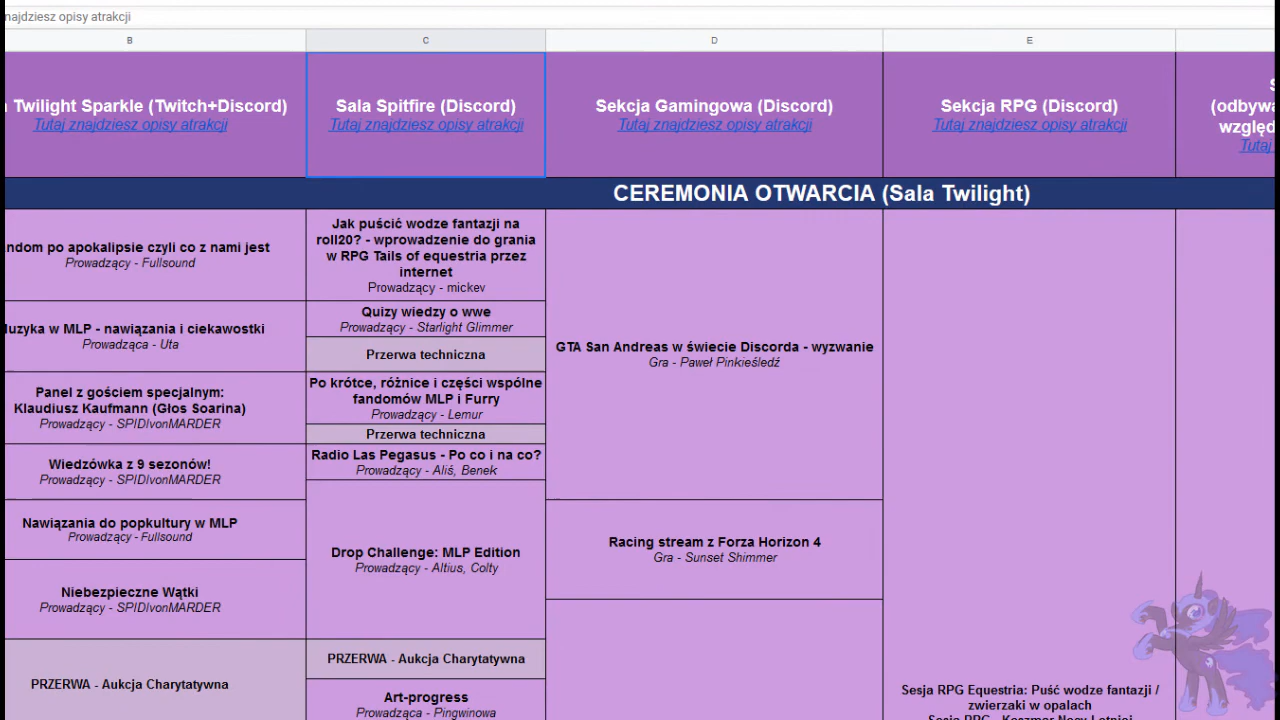 najdziesz opisy atrakcji
B
C
D
E
Twilight Sparkle (Twitch+Discord)
Tutaj znajdziesz opisy atrakcji
Sala Spitfire (Discord)
Tutaj znajdziesz opisy atrakcji
Sekcja Gamingowa (Discord)
Tutaj znajdziesz opisy atrakcji
Sekcja RPG (Discord)
Tutaj znajdziesz opisy atrakcji
S
(odbywa
względ
Tutaj
CEREMONIA OTWARCIA (Sala Twilight)
ndom po apokalipsie czyli co z nami jest
Prowadzący - Fullsound
Muzyka w MLP - nawiązania i ciekawostki
Prowadząca - Uta
Panel z gościem specjalnym:
Klaudiusz Kaufmann (Głos Soarina)
Prowadzący - SPIDIvonMARDER
Wiedzówka z 9 sezonów!
Prowadzący - SPIDIvonMARDER
Nawiązania do popkultury w MLP
Prowadzący - Fullsound
Niebezpieczne Wątki
Prowadzący - SPIDIvonMARDER
PRZERWA - Aukcja Charytatywna
Jak puścić wodze fantazji na
roll20? - wprowadzenie do grania
w RPG Tails of equestria przez
internet
Prowadzący - mickev
Quizy wiedzy o wwe
Prowadzący - Starlight Glimmer
Przerwa techniczna
Po krótce, różnice i części wspólne
fandomów MLP i Furry
Prowadzący - Lemur
Przerwa techniczna
Radio Las Pegasus - Po co i na co?
Prowadzący - Aliś, Benek
Drop Challenge: MLP Edition
Prowadzący - Altius, Colty
PRZERWA - Aukcja Charytatywna
Art-progress
Prowadząca - Pingwinowa
GTA San Andreas w świecie Discorda - wyzwanie
Gra - Paweł Pinkieśledź
Racing stream z Forza Horizon 4
Gra - Sunset Shimmer
Sesja RPG Equestria: Puść wodze fantazji /
zwierzaki w opalach
Sesja RPG - Koszmar Nocy Letniej